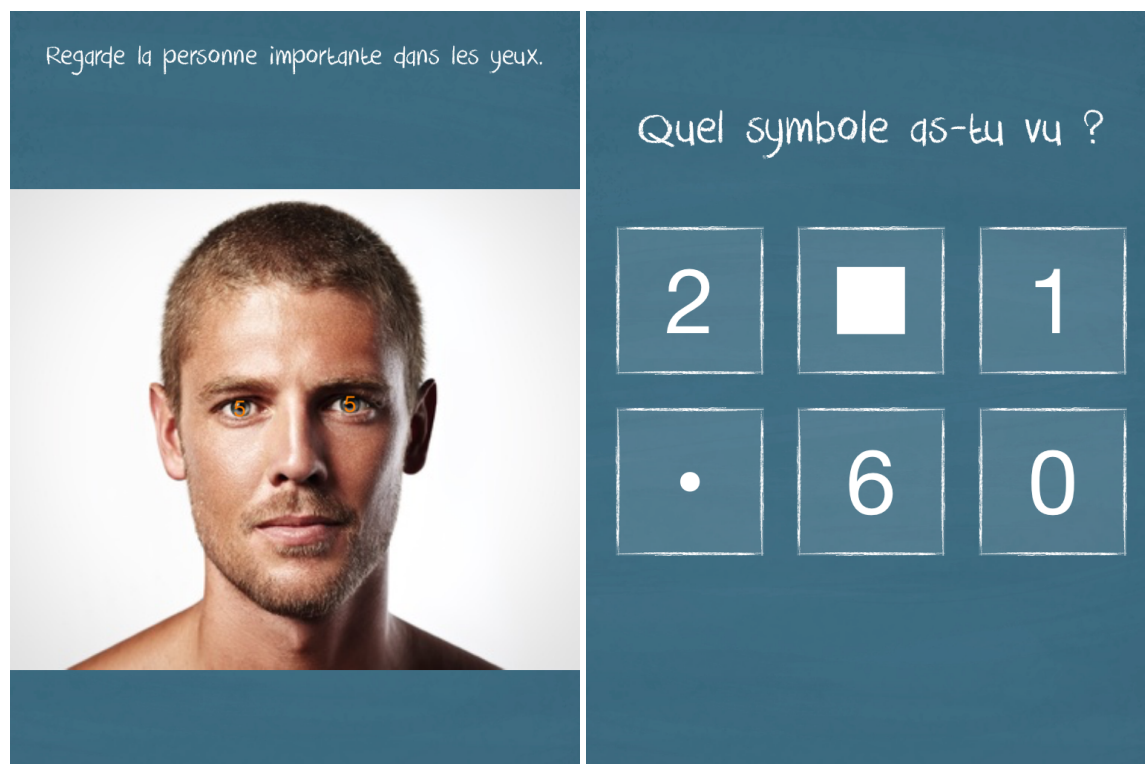 Regarde la personne importante dans les yeux.
5 5
Quel symbole as-tu vu ?
2 1
6 0